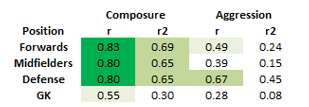 Composure Aggression
Position r r2 r r2
Forwards 0.83 0.69 0.49 0.24
Midfielders 0.80 0.65 0.39 0.15
Defense 0.80 0.65 0.67 0.45
GK 0.55 0.30 0.28 0.08